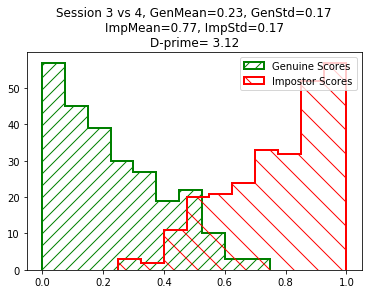 Session 3 vs 4, GenMean=0.23, GenStd=0.17
ImpMean=0.77, ImpStd=0.17
D-prime= 3.12
Genuine Scores
Impostor Scores
50
40
30
20
10
0
0.0 0.2 0.4 0.6 0.8 1.0